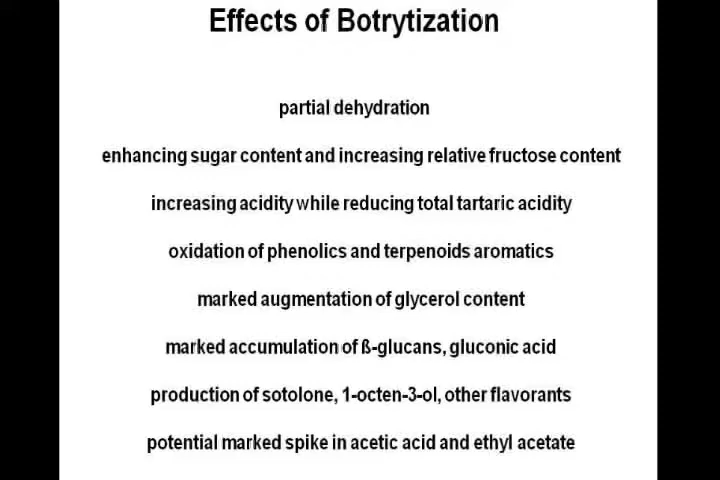 Effects of Botrytization
partial dehydration
enhancing sugar content and increasing relative fructose content
increasing acidity while reducing total tartaric acidity
oxidation of phenolics and terpenoids aromatics
marked augmentation of glycerol content
marked accumulation of ß-glucans, gluconic acid
production of sotolone, 1-octen-3-ol, other flavorants
potential marked spike in acetic acid and ethyl acetate